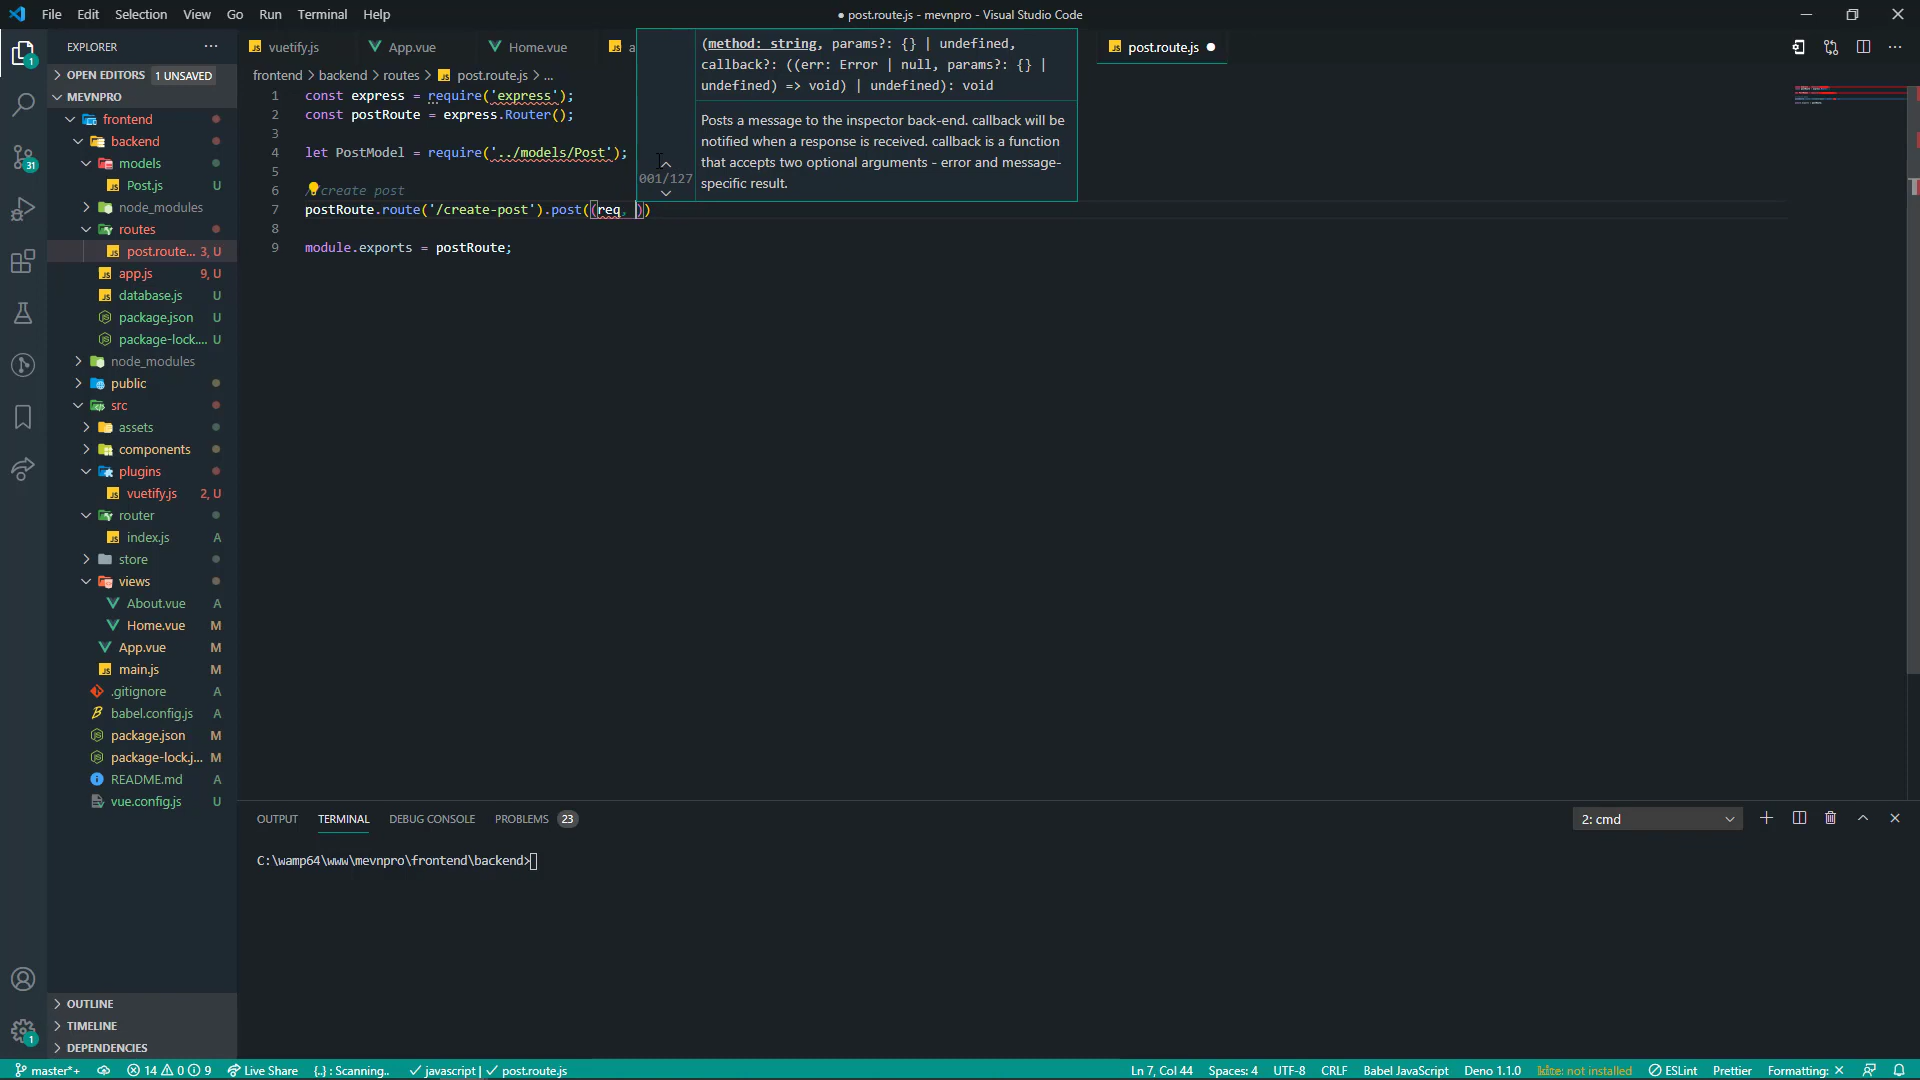 File Edit Selection View Go Run Terminal Help
● post.route.js - mevnpro - Visual Studio Code
EXPLORER
OPEN EDITORS 1 UNSAVED
MEVNPRO
frontend
backend
models
Post.js U
node_modules
routes
post.route... 3, U
app.js 9, U
database.js U
package.json U
package-lock.... U
node_modules
public
src
assets
components
plugins
vuetify.js 2, U
router
index.js A
store
views
About.vue A
Home.vue M
App.vue M
main.js M
.gitignore A
babel.config.js A
package.json M
package-lock.j... M
README.md A
vue.config.js U
OUTLINE
TIMELINE
DEPENDENCIES
1
31
1
vuetify.js App.vue Home.vue a post.route.js
frontend > backend > routes > post.route.js > ...
1 const express = require('express');
2 const postRoute = express.Router();
3
4 let PostModel = require('../models/Post');
5
6 //create post
7 postRoute.route('/create-post').post((req, ))
8
9 module.exports = postRoute;
001/127
(method: string, params?: {} | undefined,
callback?: ((err: Error | null, params?: {} |
undefined) => void) | undefined): void
Posts a message to the inspector back-end. callback will be
notified when a response is received. callback is a function
that accepts two optional arguments - error and message-
specific result.
OUTPUT TERMINAL DEBUG CONSOLE PROBLEMS 23
2: cmd
C:\wamp64\www\mevnpro\frontend\backend>
master*+ 14 0 9 Live Share {..} : Scanning.. javascript | post.route.js
Ln 7, Col 44 Spaces: 4 UTF-8 CRLF Babel JavaScript Deno 1.1.0 kite: not installed ESLint Prettier Formatting: ×